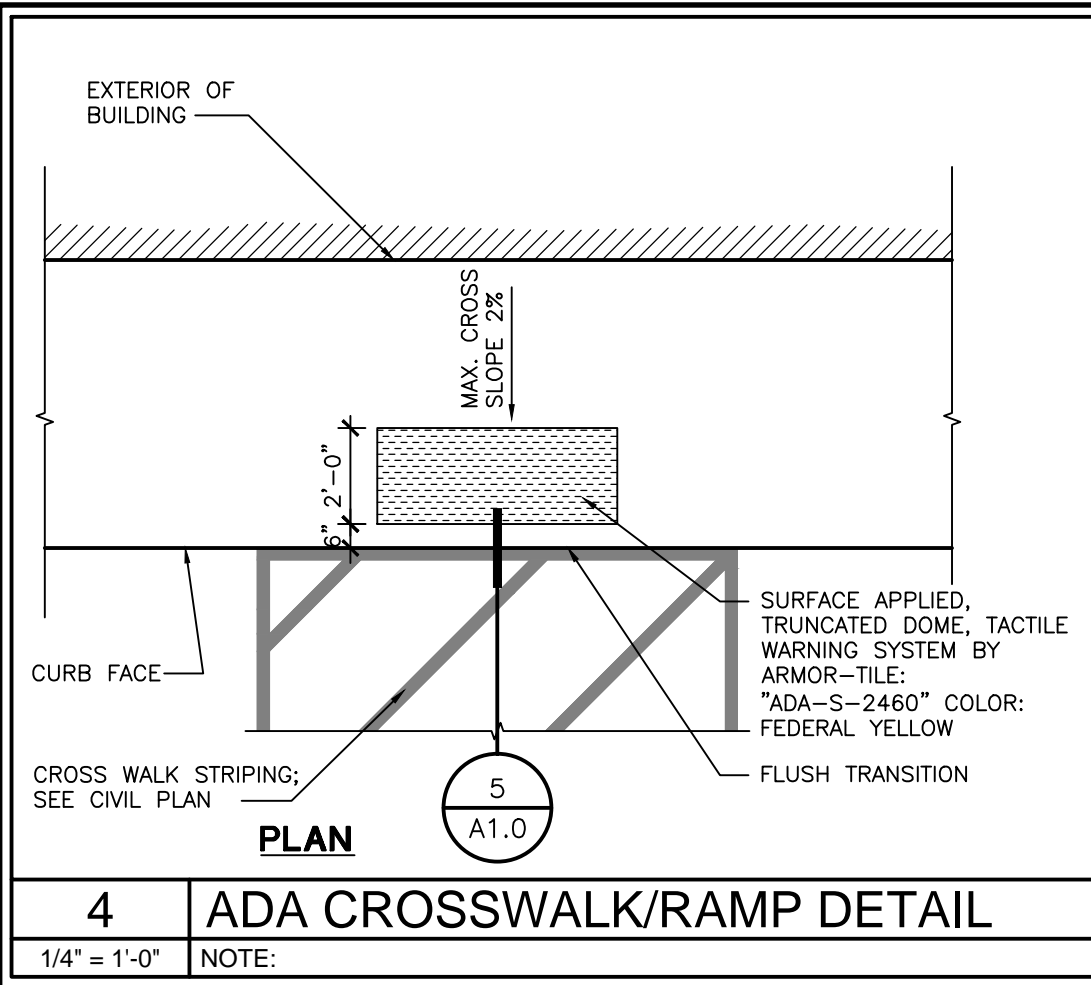 EXTERIOR OF
BUILDING
MAX. CROSS
SLOPE 2%
2'-0"
6"
CURB FACE
SURFACE APPLIED,
TRUNCATED DOME, TACTILE
WARNING SYSTEM BY
ARMOR-TILE:
"ADA-S-2460" COLOR:
FEDERAL YELLOW
FLUSH TRANSITION
CROSS WALK STRIPING;
SEE CIVIL PLAN
PLAN
5
A1.0
4
ADA CROSSWALK/RAMP DETAIL
1/4" = 1'-0"
NOTE: